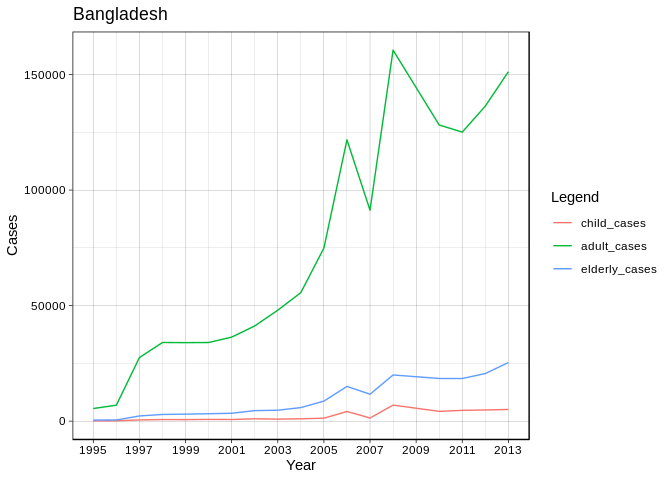 Bangladesh
Cases
150000
100000
50000
0
1995 1997 1999 2001 2003 2005 2007 2009 2011 2013
Year
Legend
child_cases
adult_cases
elderly_cases